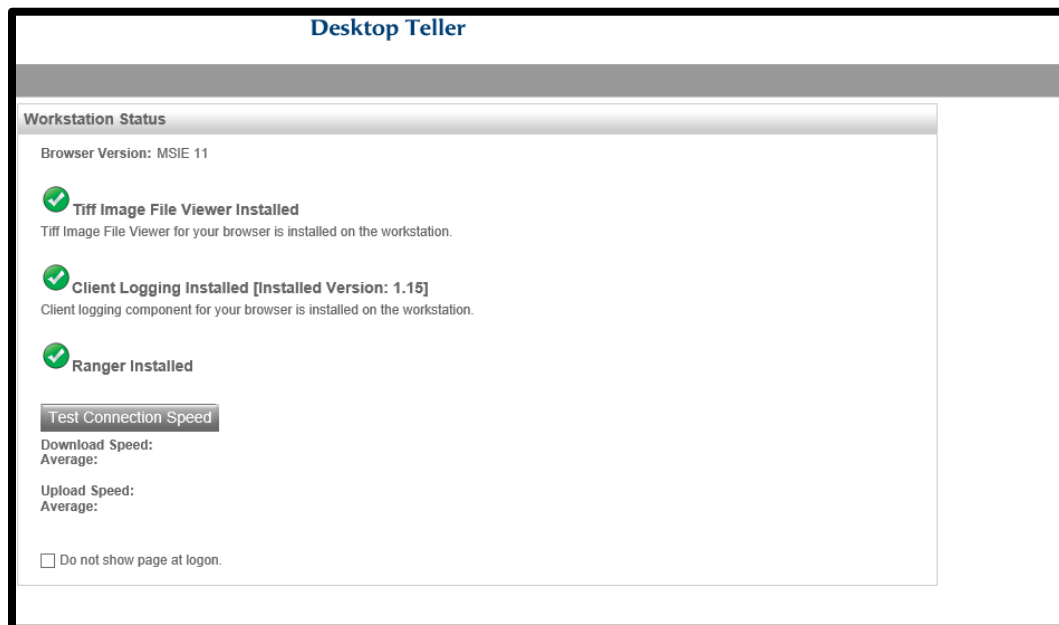 Desktop Teller
Workstation Status
Browser Version: MSIE 11
Tiff Image File Viewer Installed
Tiff Image File Viewer for your browser is installed on the workstation.
Client Logging Installed [Installed Version: 1.15]
Client logging component for your browser is installed on the workstation.
Ranger Installed
Test Connection Speed
Download Speed:
Average:
Upload Speed:
Average:
Do not show page at logon.